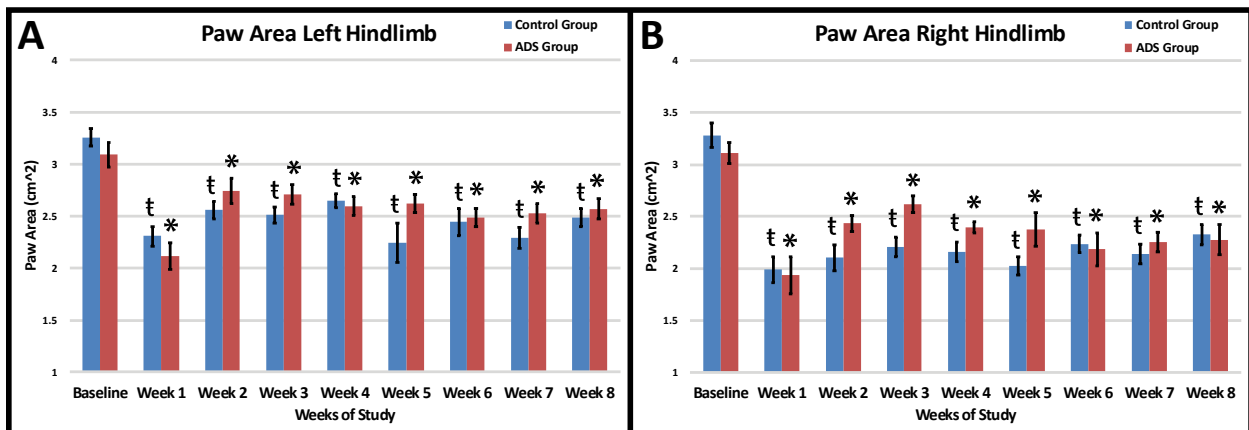 A
Paw Area Left Hindlimb
Control Group
ADS Group
Paw Area (cm^2)
4
3.5
3
2.5
2
1.5
1
ŧ * ŧ * ŧ * ŧ * ŧ * ŧ * ŧ * ŧ *
Baseline Week 1 Week 2 Week 3 Week 4 Week 5 Week 6 Week 7 Week 8
Weeks of Study
B
Paw Area Right Hindlimb
Control Group
ADS Group
Paw Area (cm^2)
4
3.5
3
2.5
2
1.5
1
ŧ * ŧ * ŧ * ŧ * ŧ * ŧ * ŧ * ŧ *
Baseline Week 1 Week 2 Week 3 Week 4 Week 5 Week 6 Week 7 Week 8
Weeks of Study